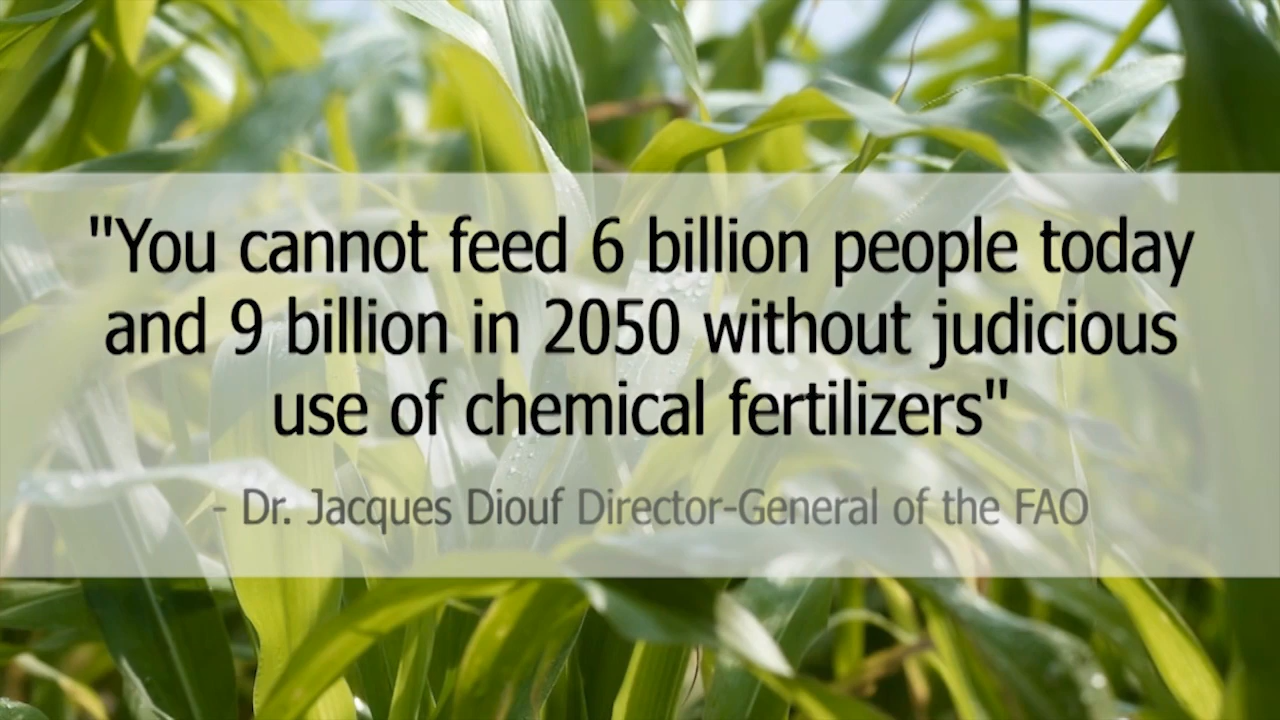 "You cannot feed 6 billion people today
and 9 billion in 2050 without judicious
use of chemical fertilizers"
- Dr. Jacques Diouf Director-General of the FAO